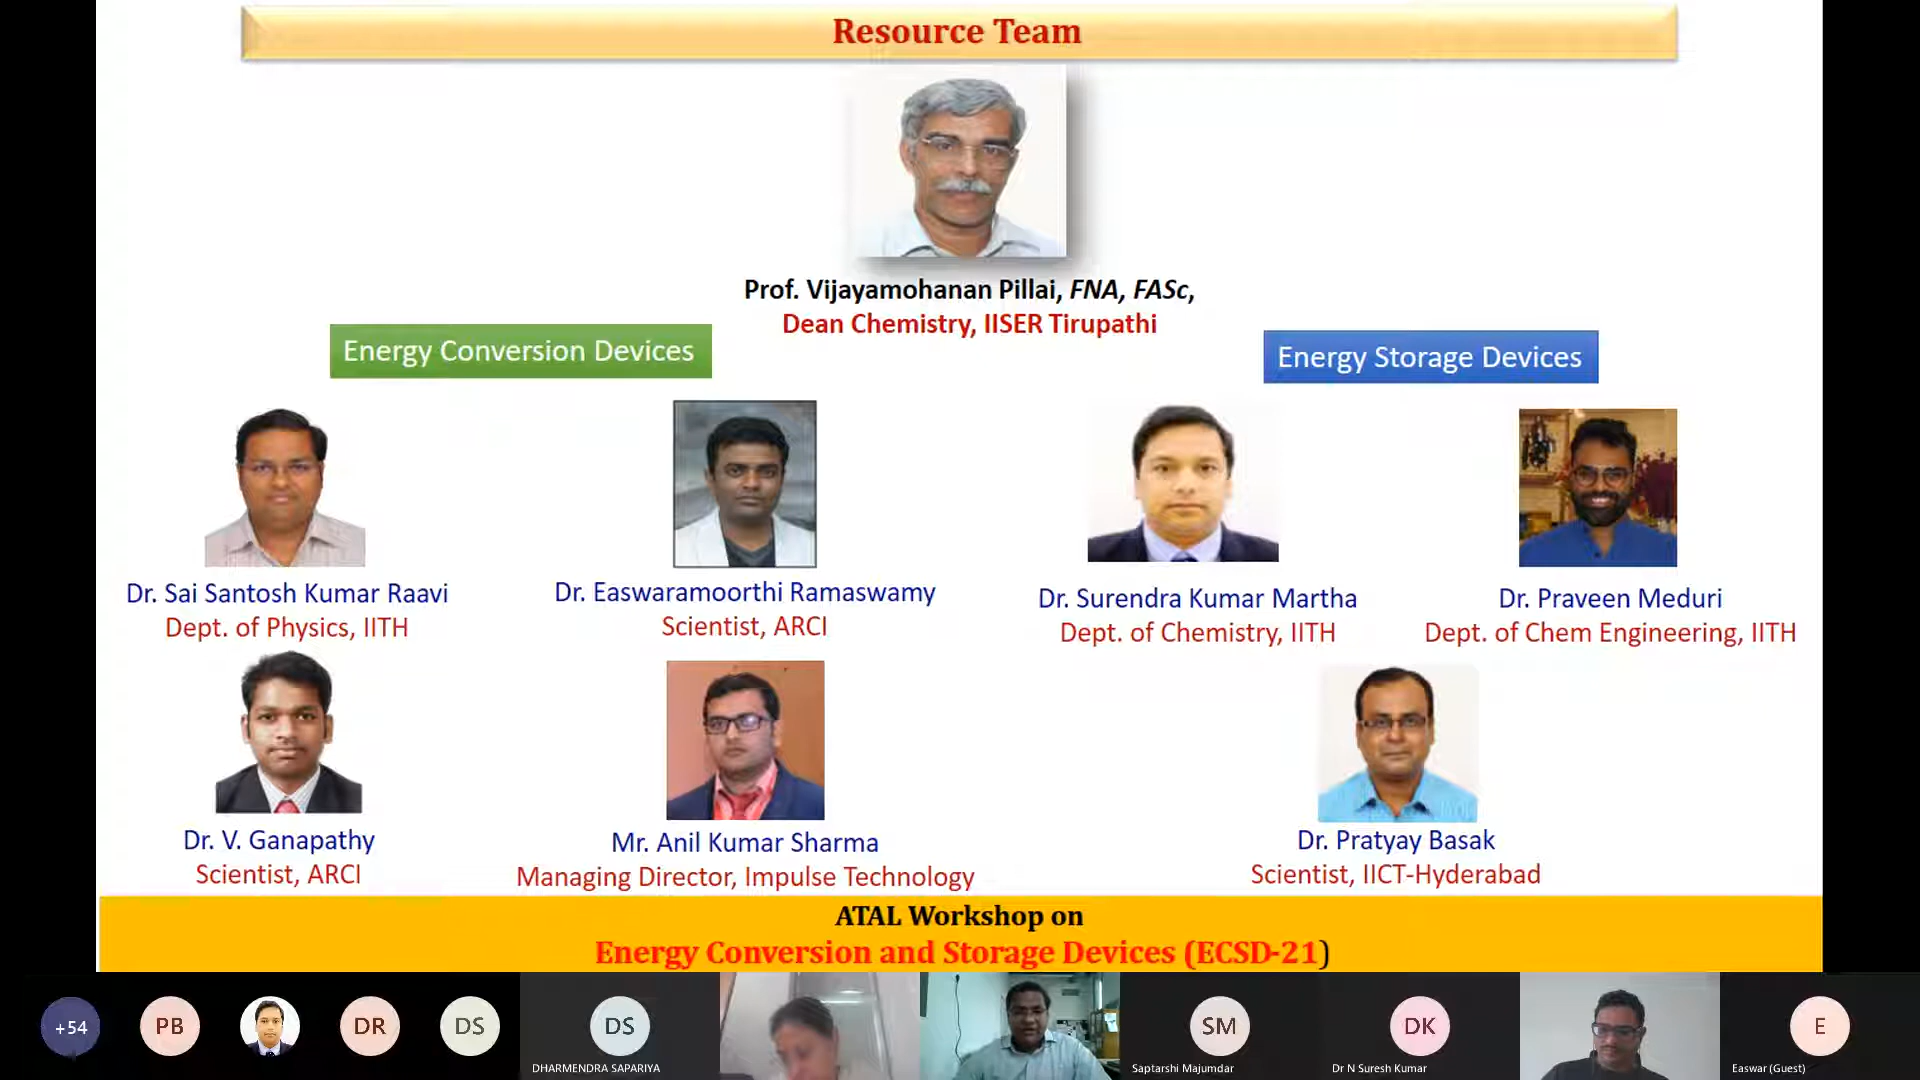 Resource Team
Prof. Vijayamohanan Pillai, FNA, FASc,
Dean Chemistry, IISER Tirupathi
Energy Conversion Devices
Energy Storage Devices
Dr. Sai Santosh Kumar Raavi
Dept. of Physics, IITH
Dr. Easwaramoorthi Ramaswamy
Scientist, ARCI
Dr. Surendra Kumar Martha
Dept. of Chemistry, IITH
Dr. Praveen Meduri
Dept. of Chem Engineering, IITH
Dr. V. Ganapathy
Scientist, ARCI
Mr. Anil Kumar Sharma
Managing Director, Impulse Technology
Dr. Pratyay Basak
Scientist, IICT-Hyderabad
ATAL Workshop on
Energy Conversion and Storage Devices (ECSD-21)
+54
PB
DR
DS
DS
DHARMENDRA SAPARIYA
SM
Saptarshi Majumdar
DK
Dr N Suresh Kumar
E
Easwar (Guest)